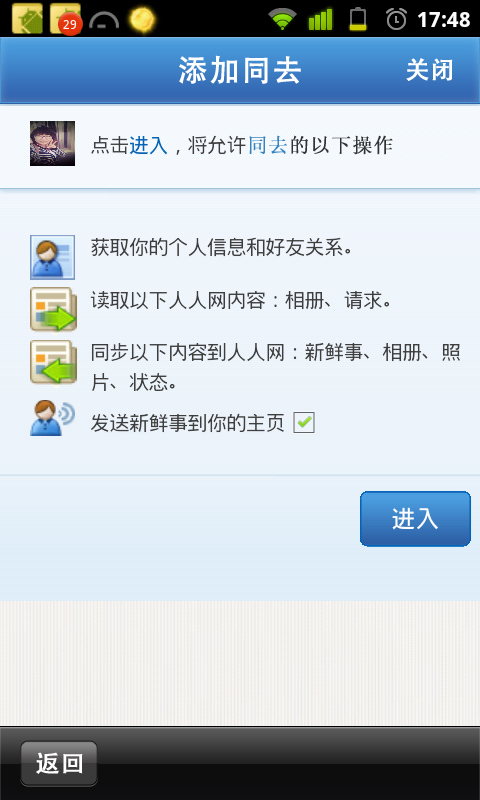 29
17:48
添加同去
关闭
点击进入，将允许同去的以下操作
获取你的个人信息和好友关系。
读取以下人人网内容：相册、请求。
同步以下内容到人人网：新鲜事、相册、照
片、状态。
发送新鲜事到你的主页
进入
返回